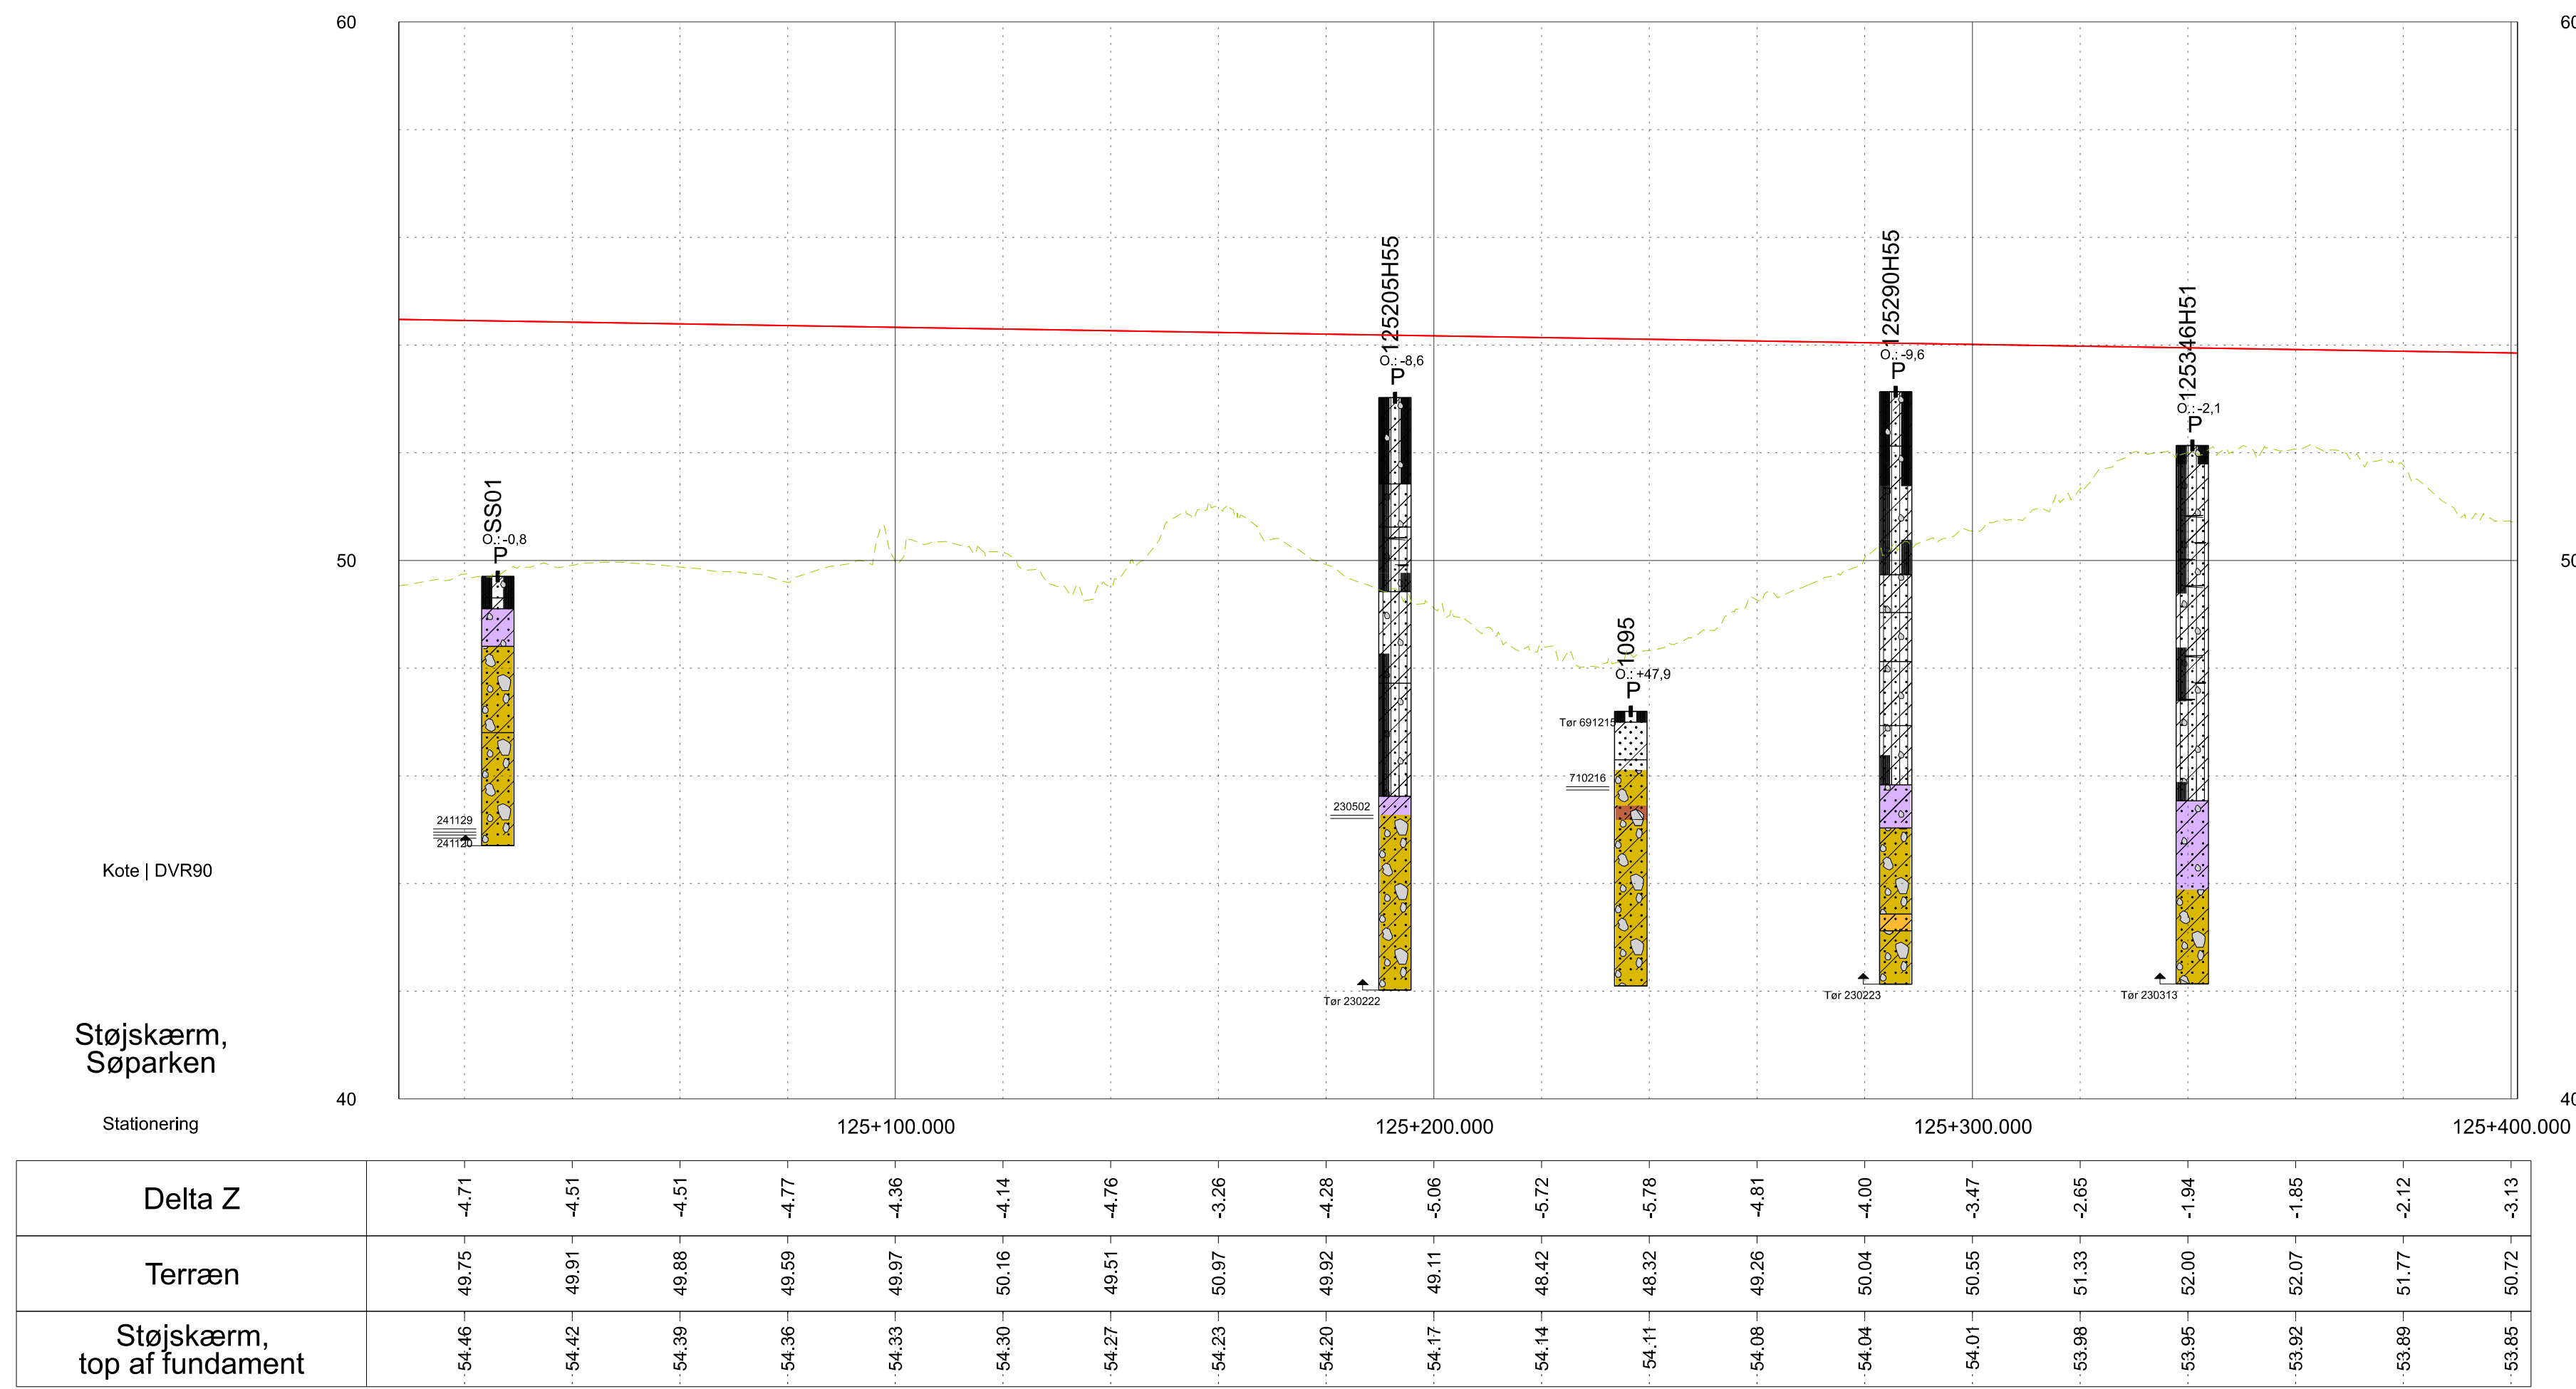 60
60
125205H55
O.: -8,6
P
125290H55
O.: -9,6
P
125346H51
O.: -2,1
P
SS01
O.: -0,8
P
50
50
1095
O.: +47,9
P
Tør 691215
710216
230502
241129
241120
Kote | DVR90
Tør 230222
Tør 230223
Tør 230313
Støjskærm,
Søparken
40
40
Stationering
125+100.000 125+200.000 125+300.000 125+400.000
Delta Z -4.71 -4.51 -4.51 -4.77 -4.36 -4.14 -4.76 -3.26 -4.28 -5.06 -5.72 -5.78 -4.81 -4.00 -3.47 -2.65 -1.94 -1.85 -2.12 -3.13
Terræn 49.75 49.91 49.88 49.59 49.97 50.16 49.51 50.97 49.92 49.11 48.42 48.32 49.26 50.04 50.55 51.33 52.00 52.07 51.77 50.72
Støjskærm,
top af fundament 54.46 54.42 54.39 54.36 54.33 54.30 54.27 54.23 54.20 54.17 54.14 54.11 54.08 54.04 54.01 53.98 53.95 53.92 53.89 53.85